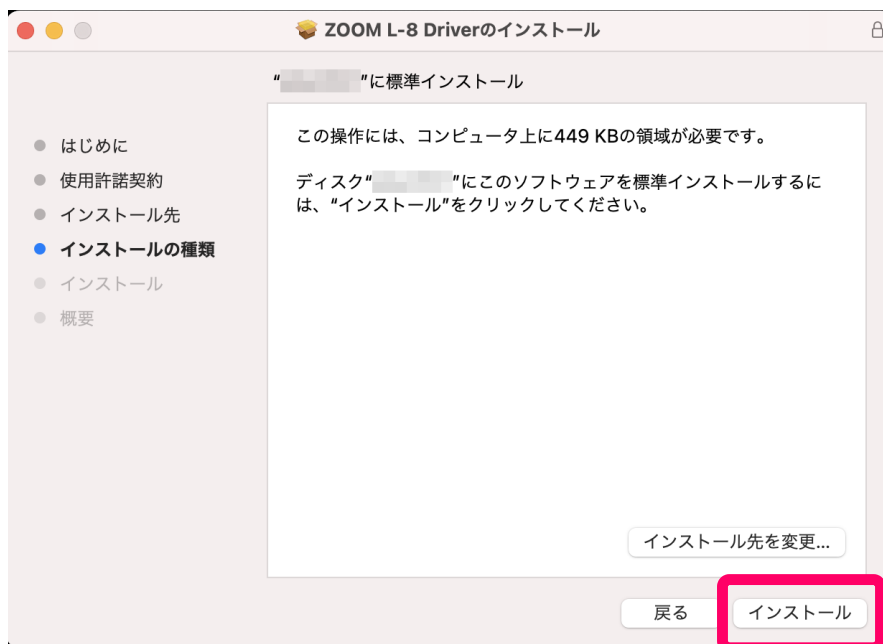 ZOOM L-8 Driverのインストール
“ ”に標準インストール
この操作には、コンピュータ上に449 KBの領域が必要です。
ディスク“ ”にこのソフトウェアを標準インストールするに
は、“インストール”をクリックしてください。
はじめに
使用許諾契約
インストール先
インストールの種類
インストール
概要
インストール先を変更...
戻る
インストール